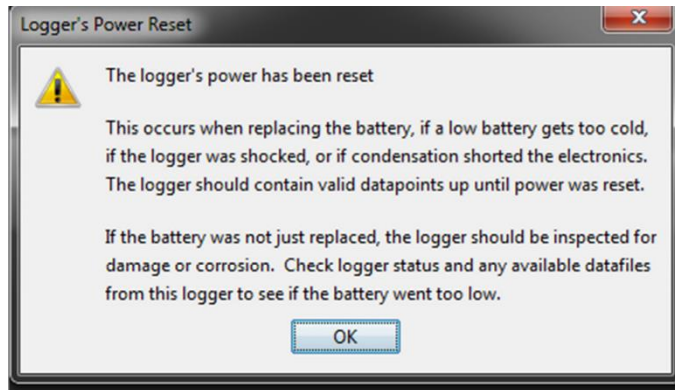 Logger's Power Reset
The logger's power has been reset
This occurs when replacing the battery, if a low battery gets too cold,
if the logger was shocked, or if condensation shorted the electronics.
The logger should contain valid datapoints up until power was reset.
If the battery was not just replaced, the logger should be inspected for
damage or corrosion.  Check logger status and any available datafiles
from this logger to see if the battery went too low.
OK